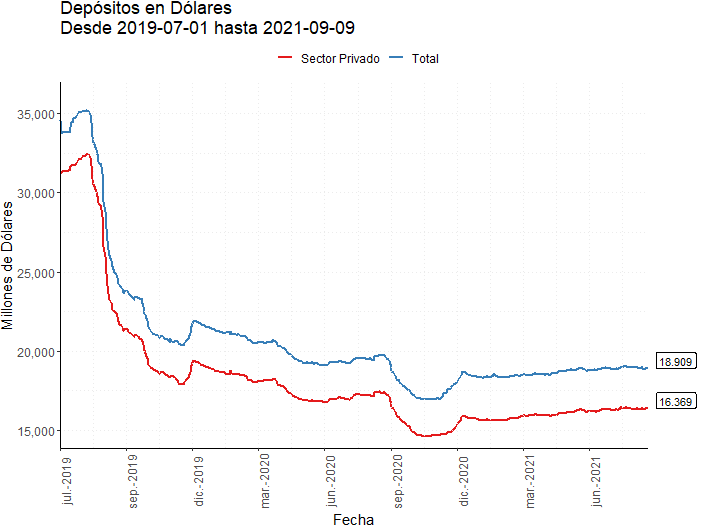 Depósitos en Dólares
Desde 2019-07-01 hasta 2021-09-09
Sector Privado Total
Millones de Dólares
35,000
30,000
25,000
20,000
15,000
18.909
16.369
jul.-2019 sep.-2019 dic.-2019 mar.-2020 jun.-2020 sep.-2020 dic.-2020 mar.-2021 jun.-2021
Fecha